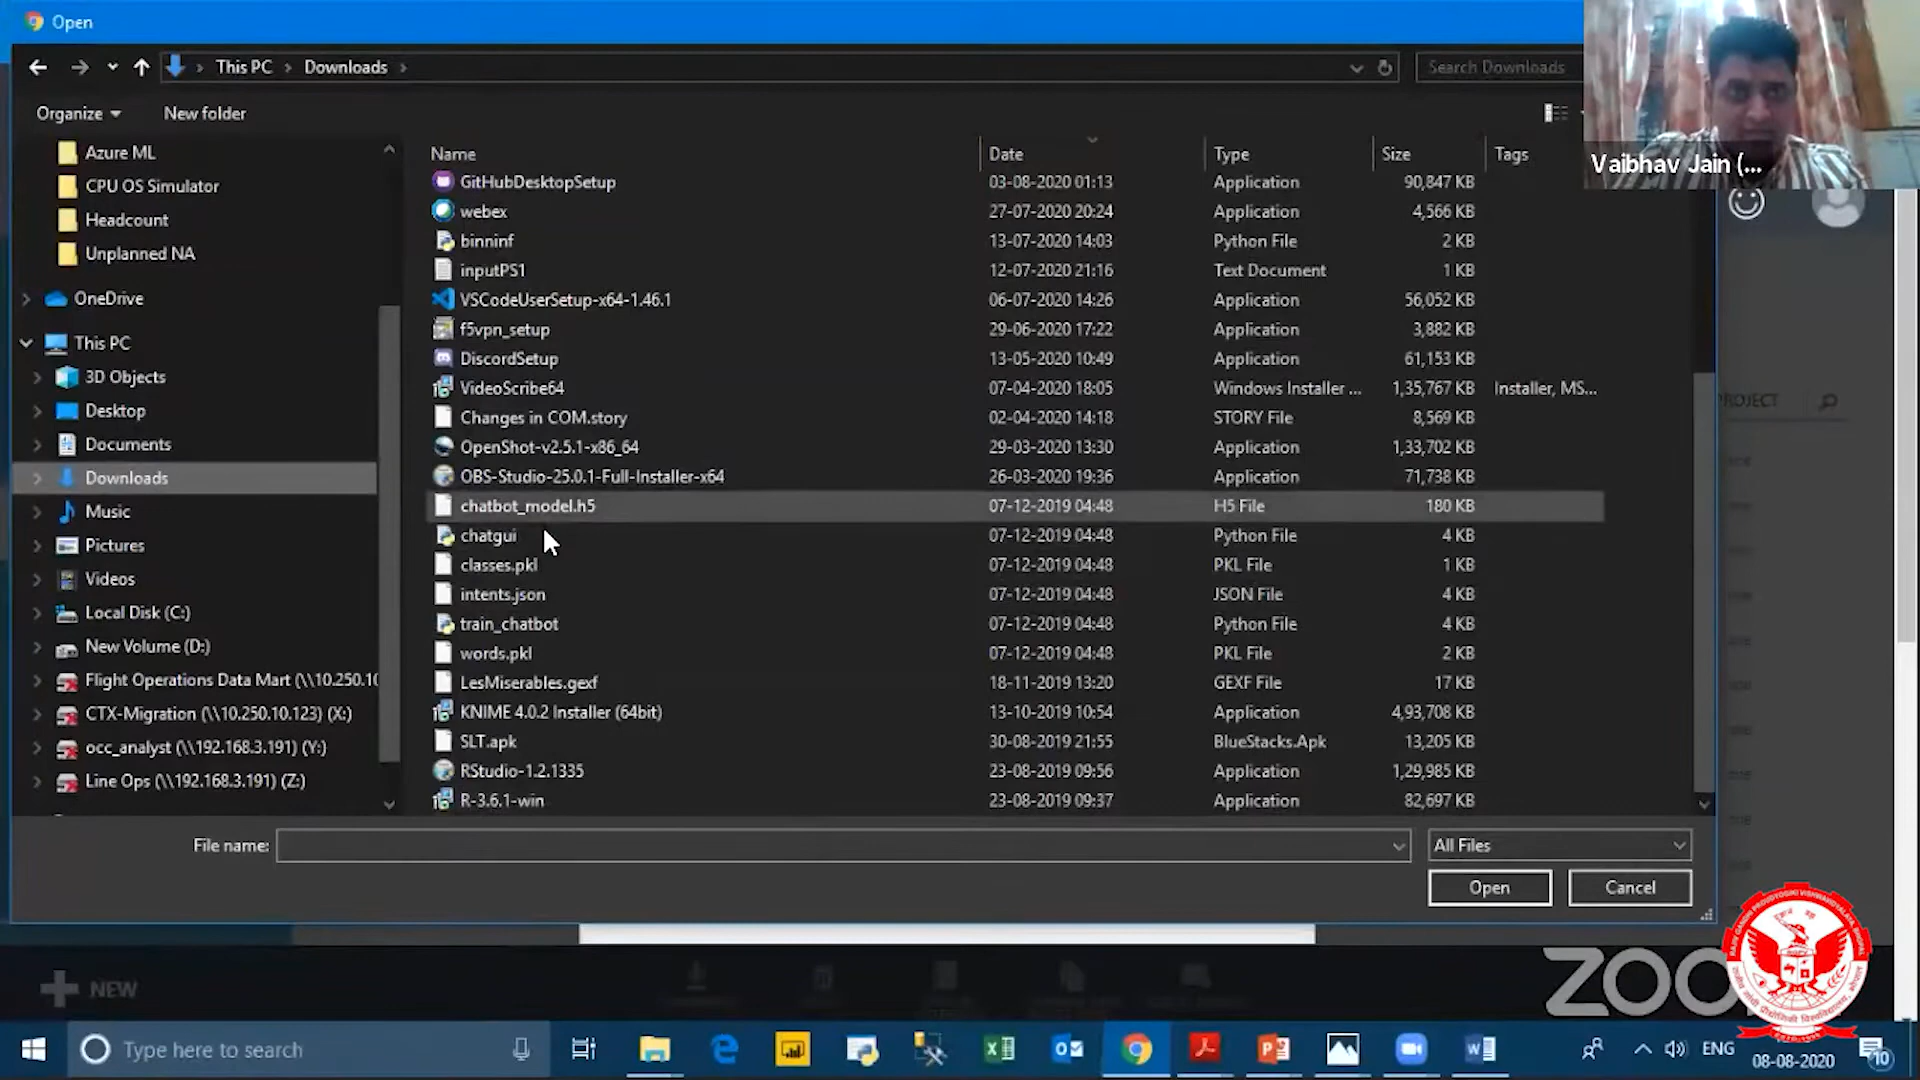 Open
This PC
Downloads
Search Downloads
Organize
New folder
Azure ML
CPU OS Simulator
Headcount
Unplanned NA
OneDrive
This PC
3D Objects
Desktop
Documents
Downloads
Music
Pictures
Videos
Local Disk (C:)
New Volume (D:)
Flight Operations Data Mart (\\10.250.10
CTX-Migration (\\10.250.10.123) (X:)
occ_analyst (\\192.168.3.191) (Y:)
Line Ops (\\192.168.3.191) (Z:)
Name Date Type Size Tags
GitHubDesktopSetup 03-08-2020 01:13 Application 90,847 KB
webex 27-07-2020 20:24 Application 4,566 KB
binninf 13-07-2020 14:03 Python File 2 KB
inputPS1 12-07-2020 21:16 Text Document 1 KB
VSCodeUserSetup-x64-1.46.1 06-07-2020 14:26 Application 56,052 KB
f5vpn_setup 29-06-2020 17:22 Application 3,882 KB
DiscordSetup 13-05-2020 10:49 Application 61,153 KB
VideoScribe64 07-04-2020 18:05 Windows Installer ... 1,35,767 KB Installer, MS...
Changes in COM.story 02-04-2020 14:18 STORY File 8,569 KB
OpenShot-v2.5.1-x86_64 29-03-2020 13:30 Application 1,33,702 KB
OBS-Studio-25.0.1-Full-Installer-x64 26-03-2020 19:36 Application 71,738 KB
chatbot_model.h5 07-12-2019 04:48 H5 File 180 KB
chatgui 07-12-2019 04:48 Python File 4 KB
classes.pkl 07-12-2019 04:48 PKL File 1 KB
intents.json 07-12-2019 04:48 JSON File 4 KB
train_chatbot 07-12-2019 04:48 Python File 4 KB
words.pkl 07-12-2019 04:48 PKL File 2 KB
LesMiserables.gexf 18-11-2019 13:20 GEXF File 17 KB
KNIME 4.0.2 Installer (64bit) 13-10-2019 10:54 Application 4,93,708 KB
SLT.apk 30-08-2019 21:55 BlueStacks.Apk 13,205 KB
RStudio-1.2.1335 23-08-2019 09:56 Application 1,29,985 KB
R-3.6.1-win 23-08-2019 09:37 Application 82,697 KB
File name:
All Files
Open
Cancel
Vaibhav Jain (...
ROJECT
NEW
ZOO
Type here to search
ENG
08-08-2020
10